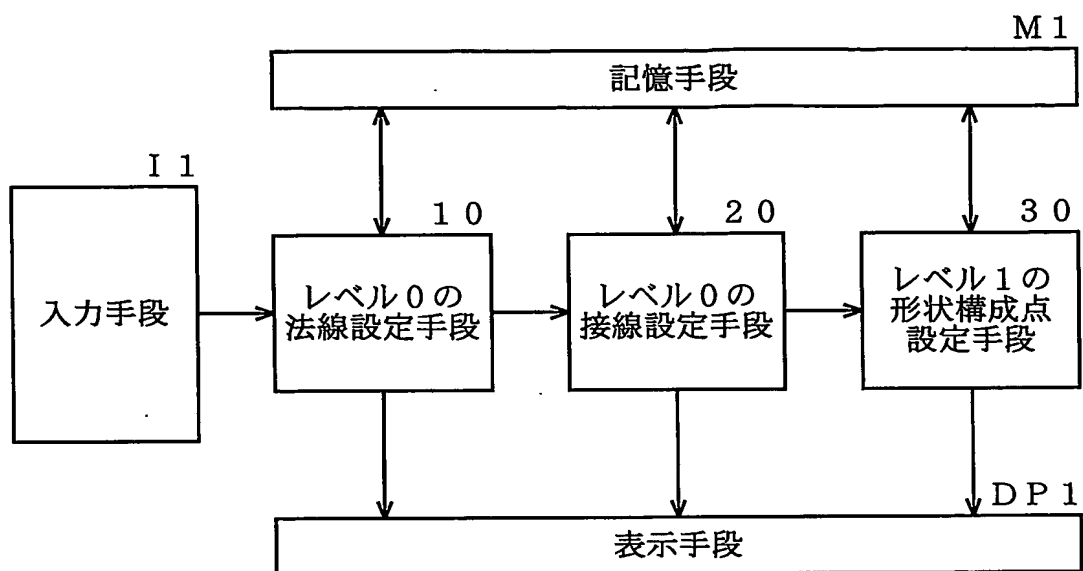 M1
記憶手段
I1
入力手段
10
レベル0の
法線設定手段
20
レベル0の
接線設定手段
30
レベル1の
形状構成点
設定手段
DP1
表示手段